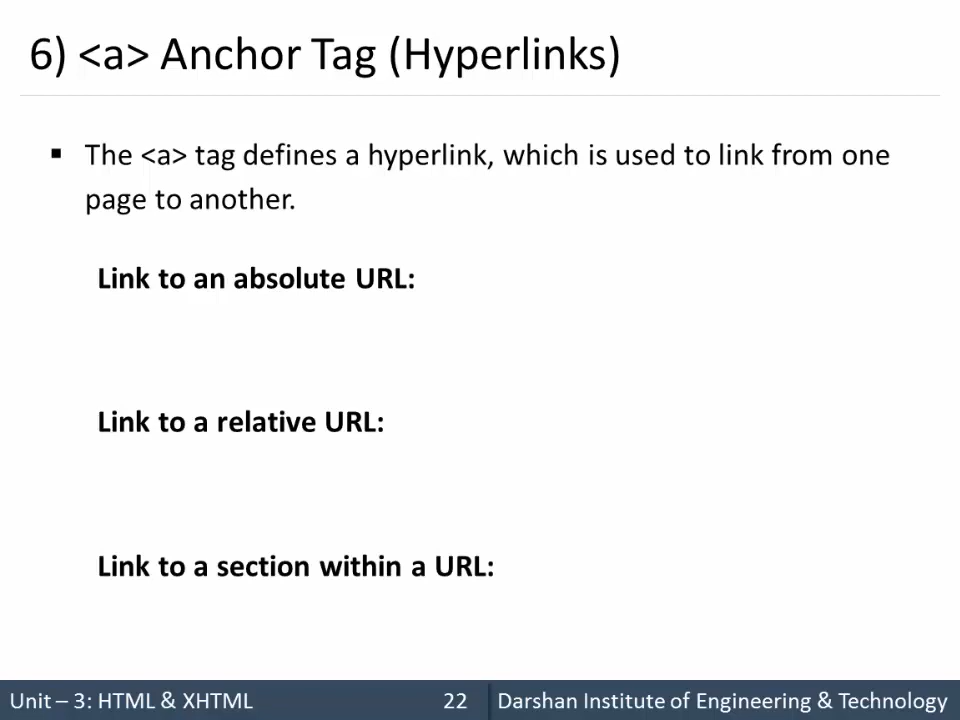 6) <a> Anchor Tag (Hyperlinks)
▪ The <a> tag defines a hyperlink, which is used to link from one
page to another.
Link to an absolute URL:
Link to a relative URL:
Link to a section within a URL:
Unit – 3: HTML & XHTML 22 Darshan Institute of Engineering & Technology